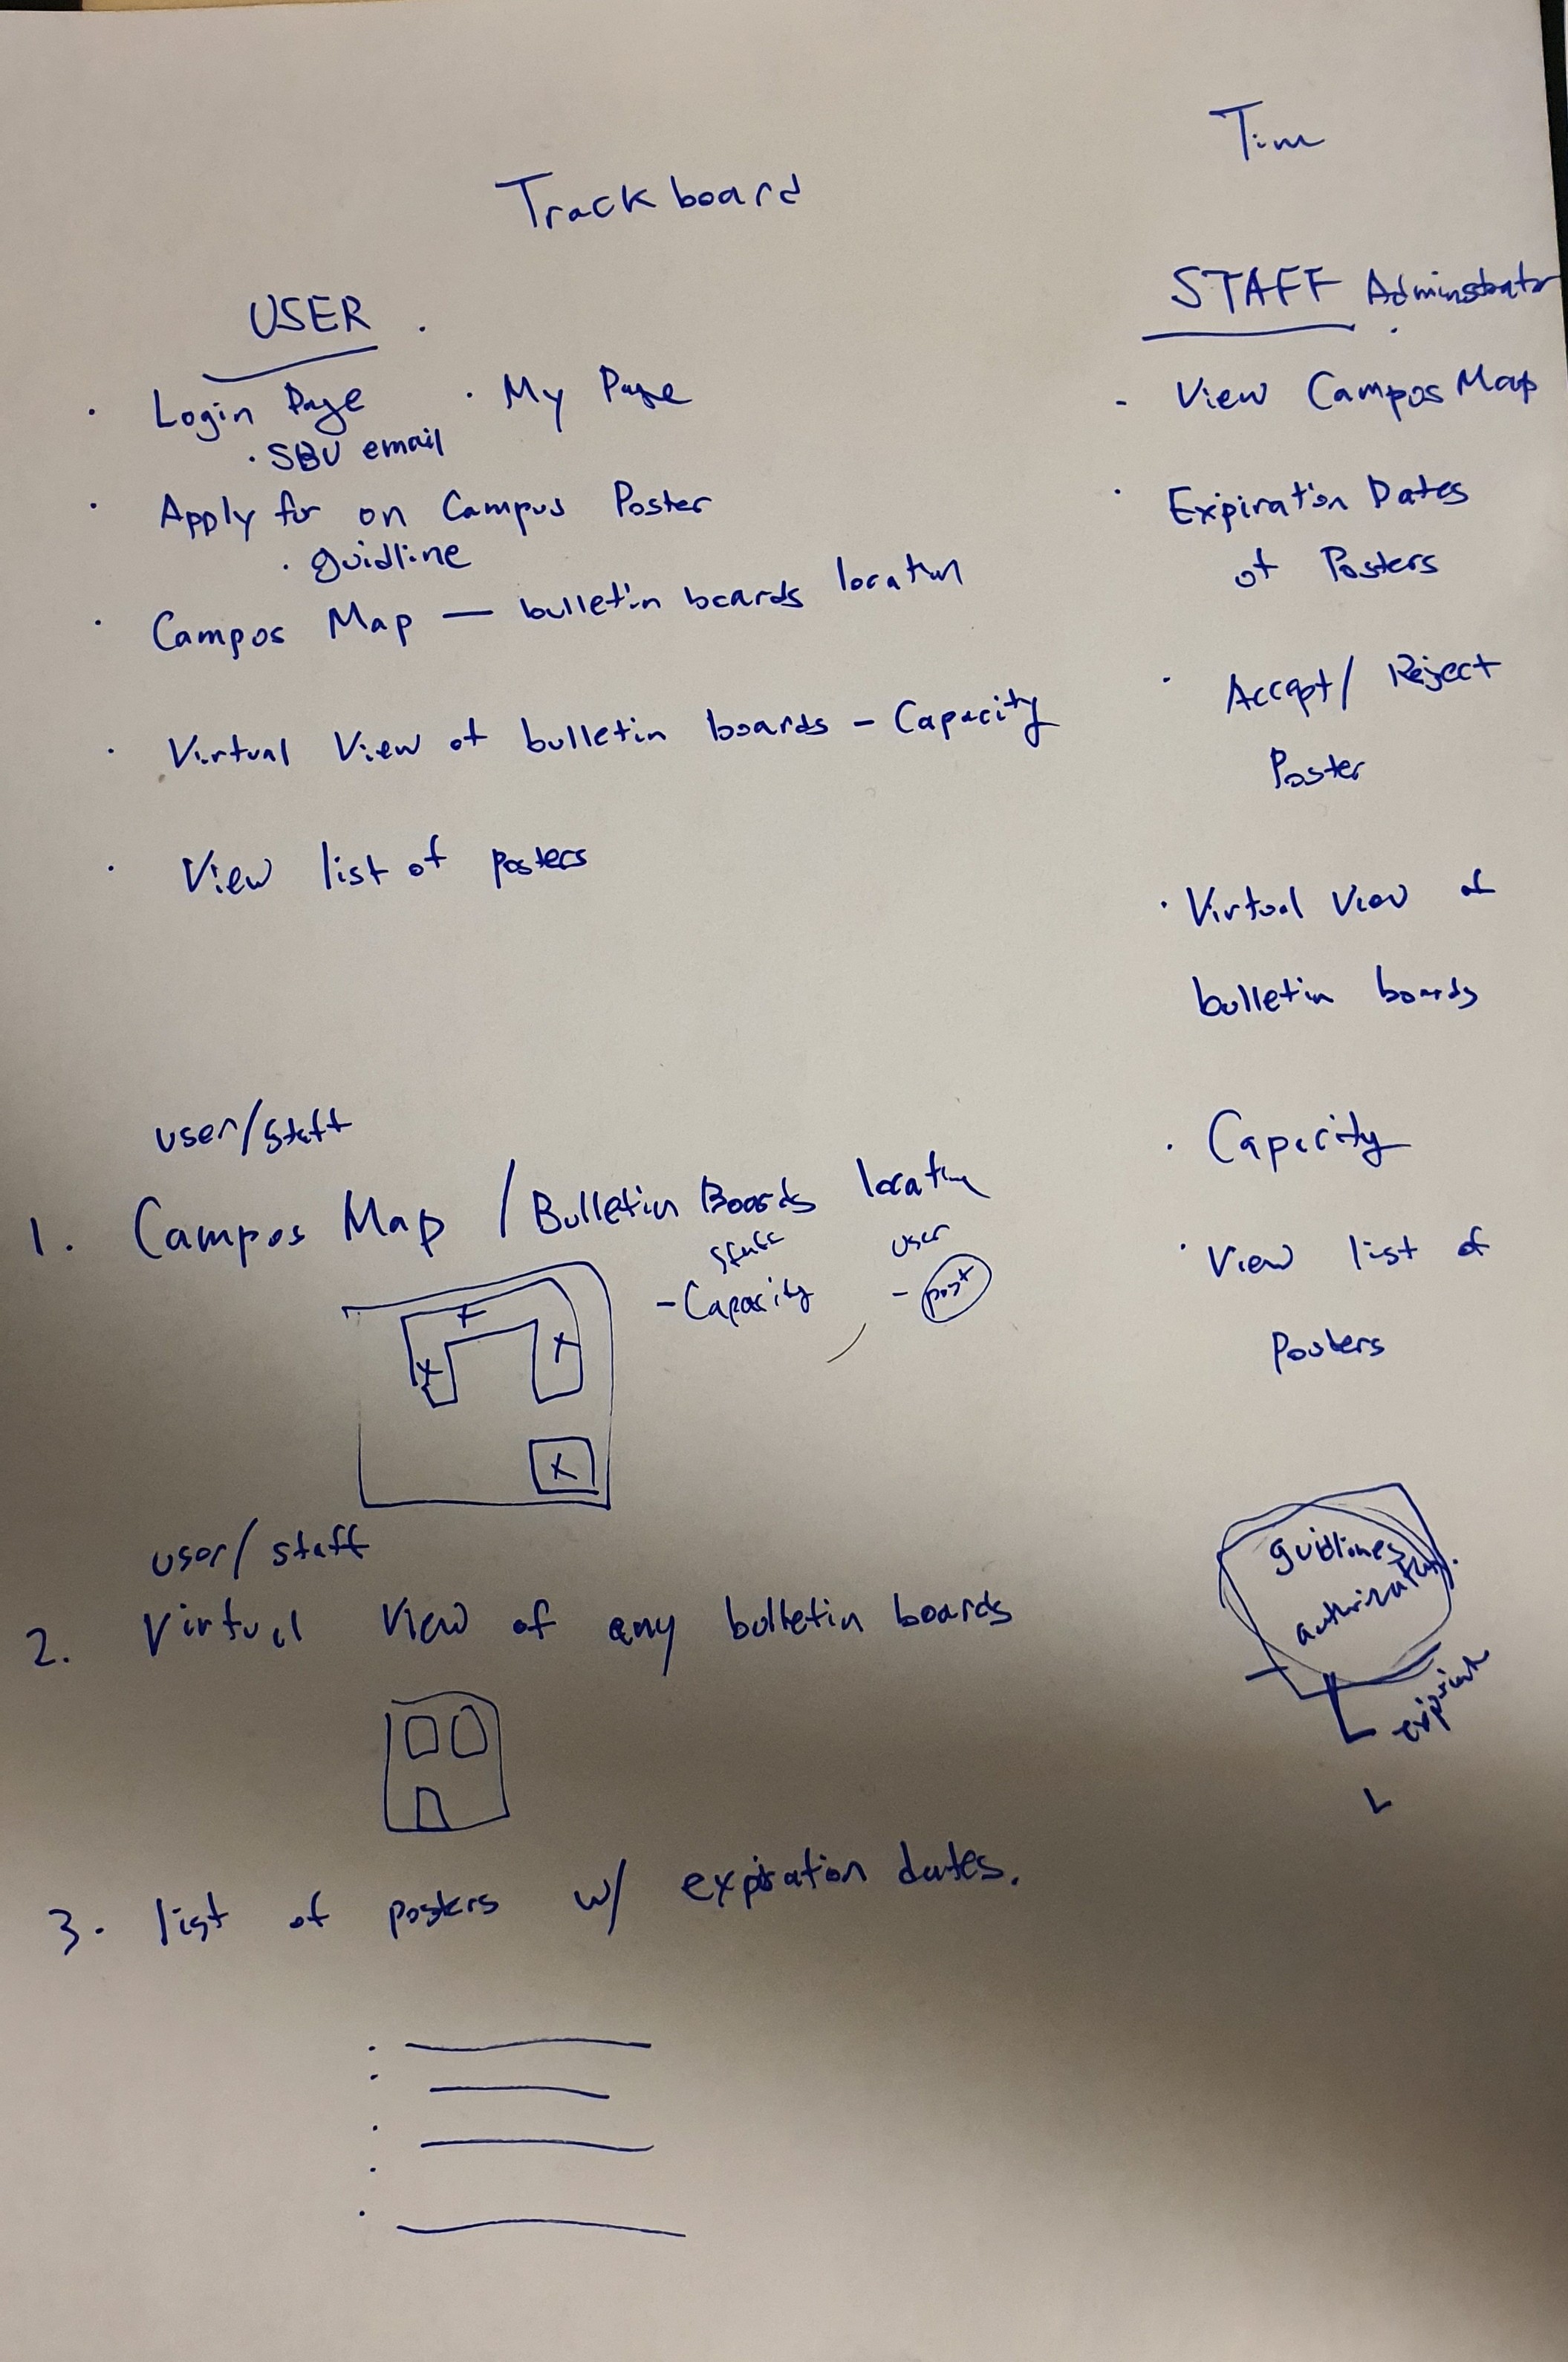 Tim
Trackboard
USER
· Login Page
· My Page
· SBU email
· Apply for on Campus Poster
· guidline
· Campos Map — bulletin boards location
· Virtual View of bulletin boards - Capacity
· View list of posters
STAFF Adminstrator
- View Campos Map
· Expiration Dates
of Posters
· Accept/ Reject
Poster
· Virtual View of
bulletin boards
· Capacity
· View list of
Posters
user/staff
1. Campos Map / Bulletin Boards location
user
- Capacity - post
x
x
x
user/staff
2. Virtual View of any bulletin boards
guidlines
3. list of posters w/ expiration dates.